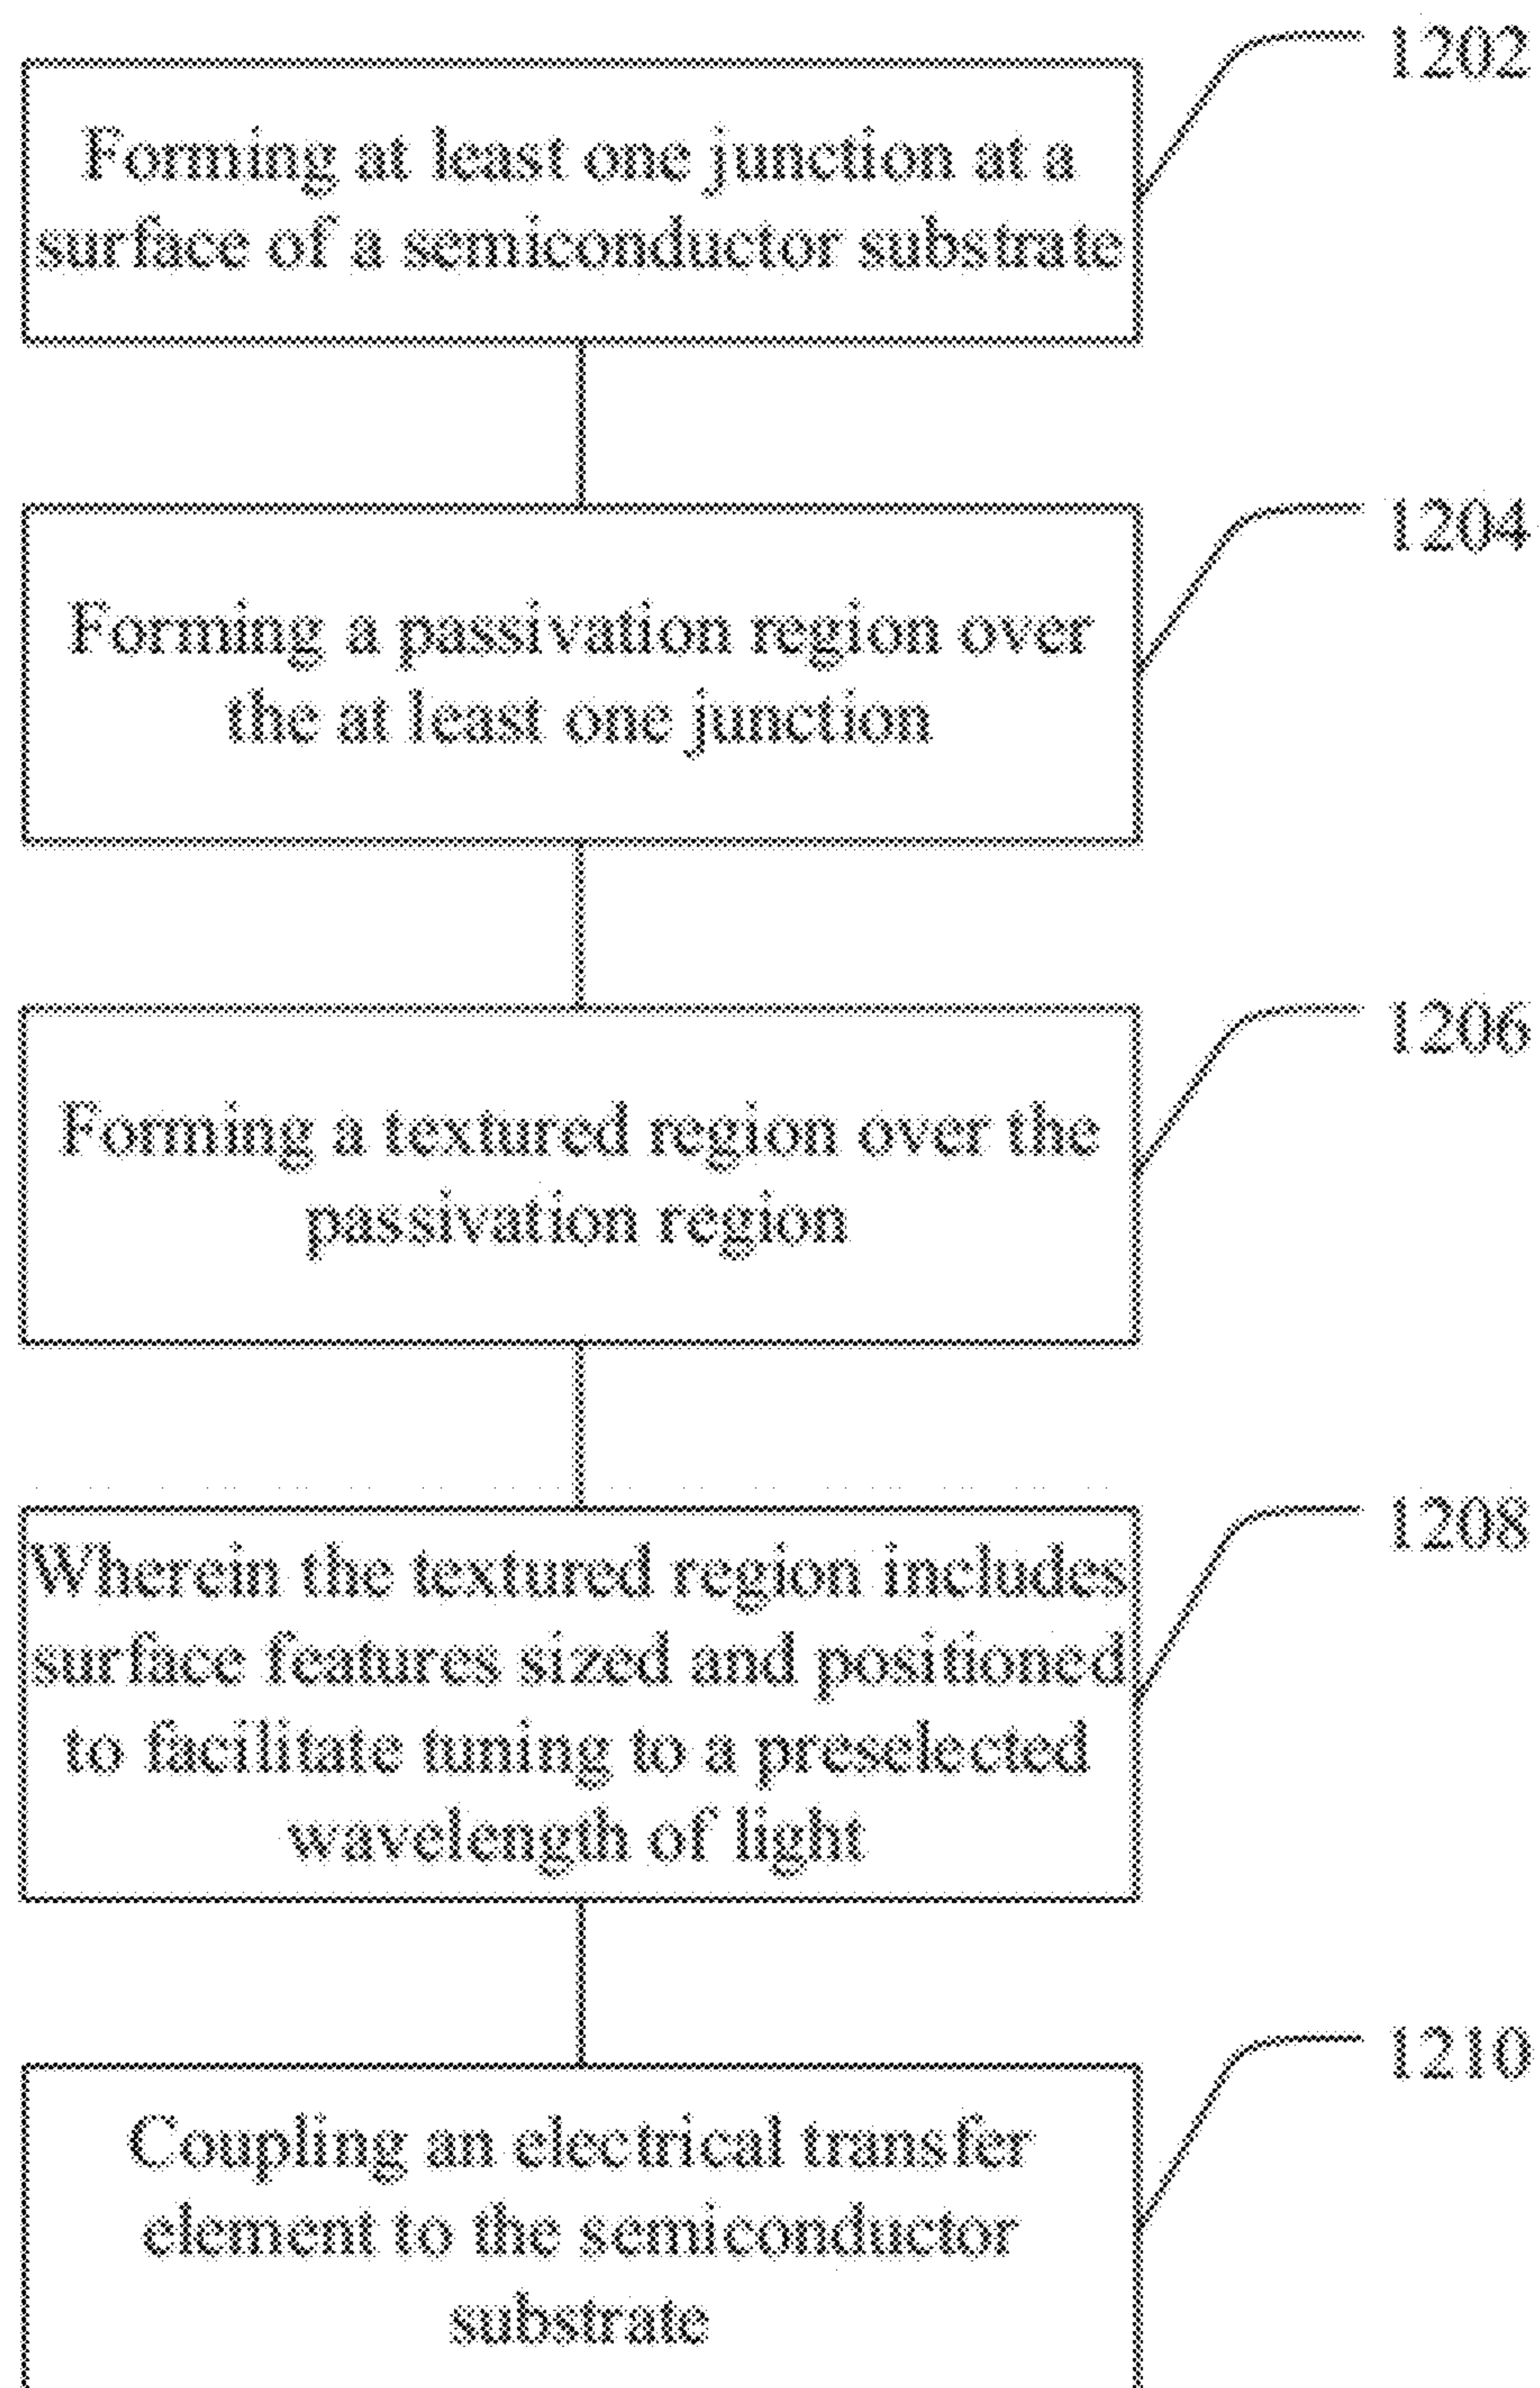 1202
Forming at least one junction at a
surface of a semiconductor substrate
1204
Forming a passivation region over
the at least one junction
1206
Forming a textured region over the
passivation region
1208
Wherein the textured region includes
surface features sized and positioned
to facilitate tuning to a preselected
wavelength of light
1210
Coupling an electrical transfer
element to the semiconductor
substrate